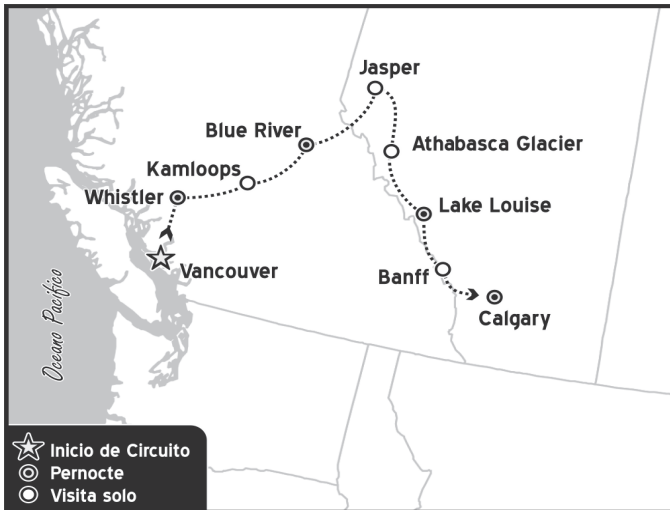 Jasper
Blue River
Athabasca Glacier
Kamloops
Whistler
Lake Louise
Vancouver
Banff
Calgary
Oceano Pacífico
Inicio de Circuito
Pernocte
Visita solo